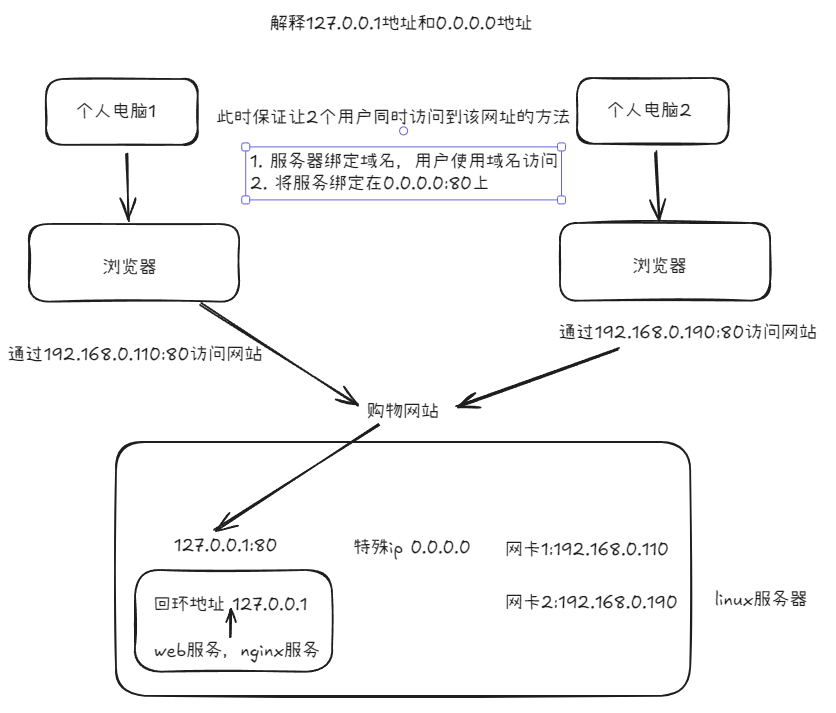 解释127.0.0.1地址和0.0.0.0地址
个人电脑1
此时保证让2个用户同时访问到该网址的方法
个人电脑2
1. 服务器绑定域名，用户使用域名访问
2. 将服务绑定在0.0.0.0:80上
浏览器
浏览器
通过192.168.0.110:80访问网站
通过192.168.0.190:80访问网站
购物网站
127.0.0.1:80
特殊ip 0.0.0.0
网卡1:192.168.0.110
回环地址 127.0.0.1
网卡2:192.168.0.190
linux服务器
web服务，nginx服务